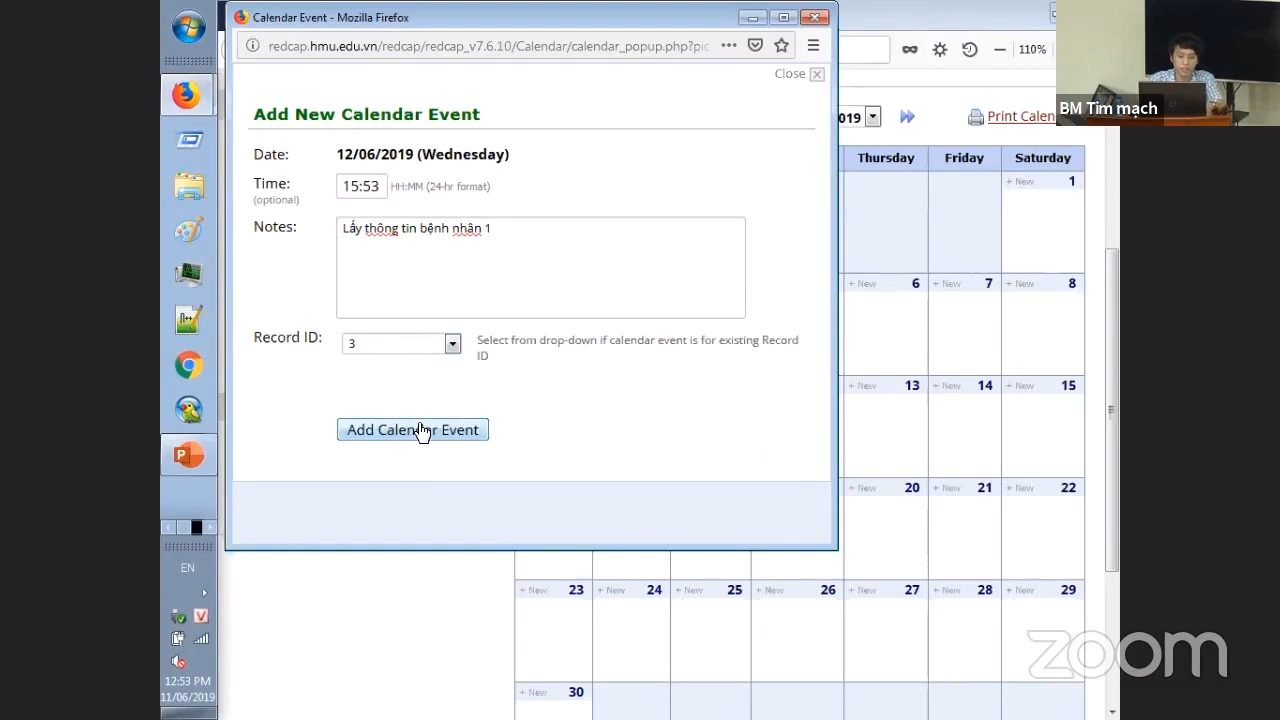 Calendar Event - Mozilla Firefox
redcap.hmu.edu.vn/redcap/redcap_v7.6.10/Calendar/calendar_popup.php?pic
Close
Add New Calendar Event
Date: 12/06/2019 (Wednesday)
Time: 15:53 HH:MM (24-hr format)
(optional)
Notes: Lấy thông tin bệnh nhân 1
Record ID: 3 Select from drop-down if calendar event is for existing Record
ID
Add Calendar Event
110%
BM Tim mạch
019
Print Calen
Thursday Friday Saturday
+ New 1
+ New 6 + New 7 + New 8
+ New 13 + New 14 + New 15
+ New 20 + New 21 + New 22
+ New 23 + New 24 + New 25 + New 26 + New 27 + New 28 + New 29
+ New 30
EN
12:53 PM
11/06/2019
zoom